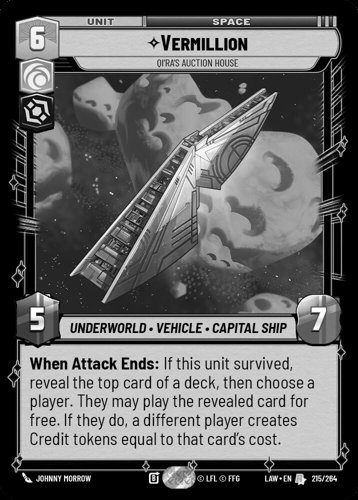 UNIT
SPACE
6
✧VERMILLION
QI'RA'S AUCTION HOUSE
5
UNDERWORLD • VEHICLE • CAPITAL SHIP
7
When Attack Ends: If this unit survived,
reveal the top card of a deck, then choose a
player. They may play the revealed card for
free. If they do, a different player creates
Credit tokens equal to that card's cost.
JOHNNY MORROW
© LFL © FFG
LAW • EN
215/264